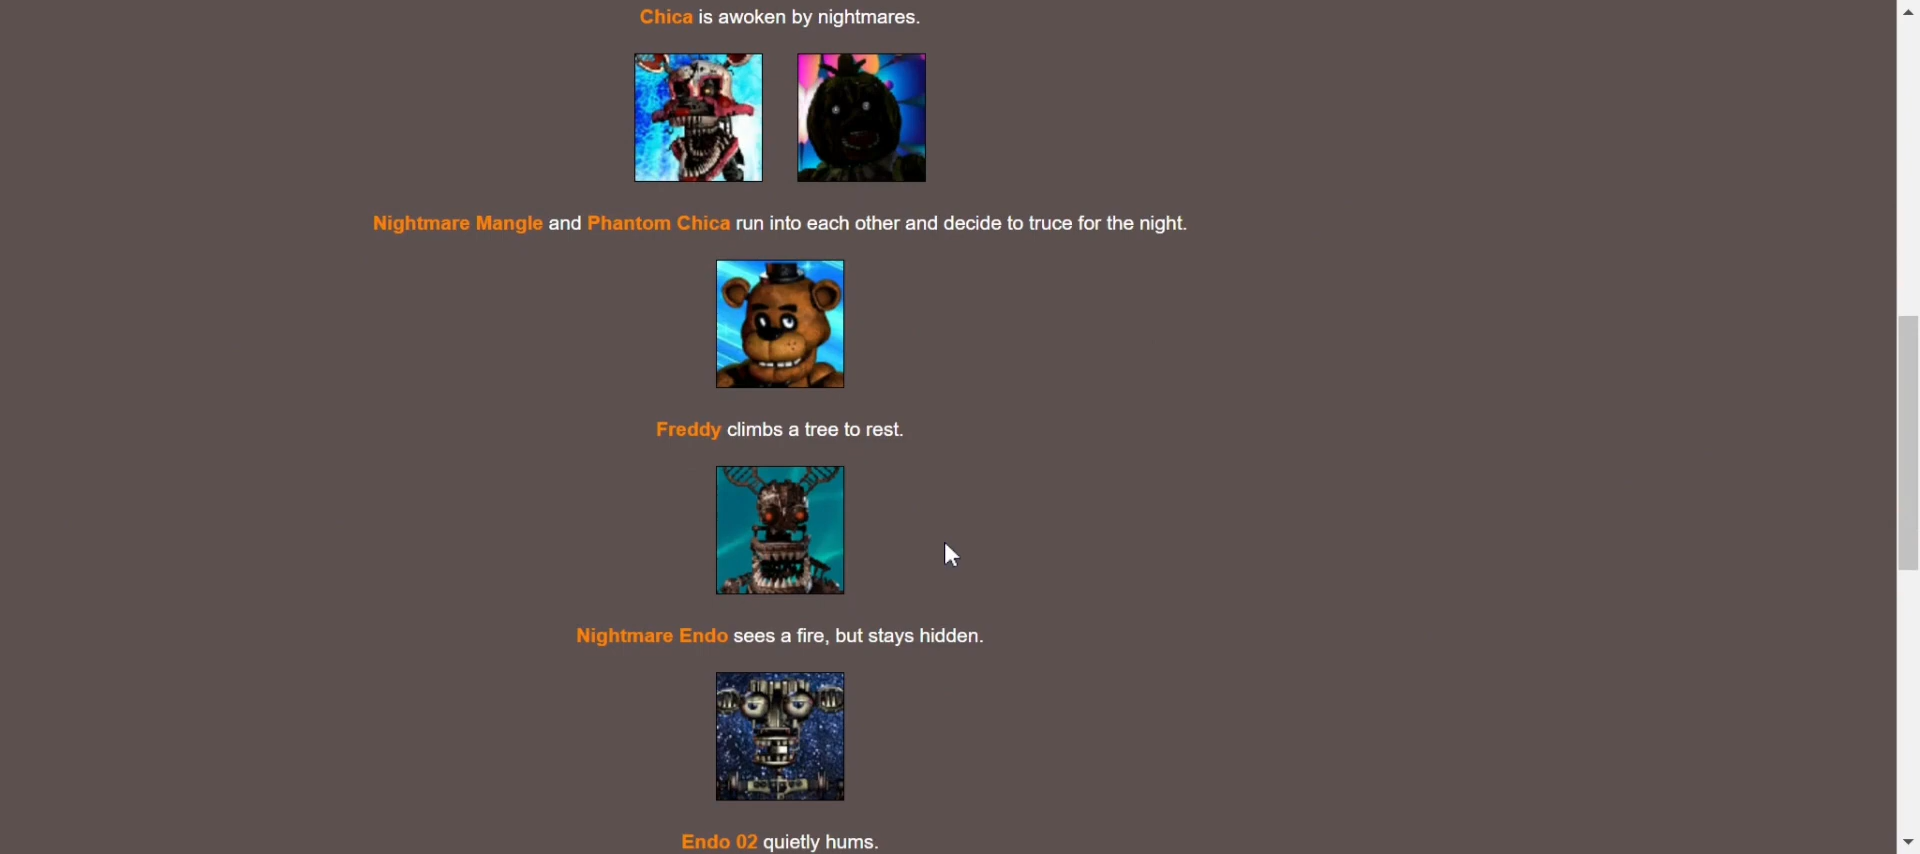 Chica is awoken by nightmares.
Nightmare Mangle and Phantom Chica run into each other and decide to truce for the night.
Freddy climbs a tree to rest.
Nightmare Endo sees a fire, but stays hidden.
Endo 02 quietly hums.